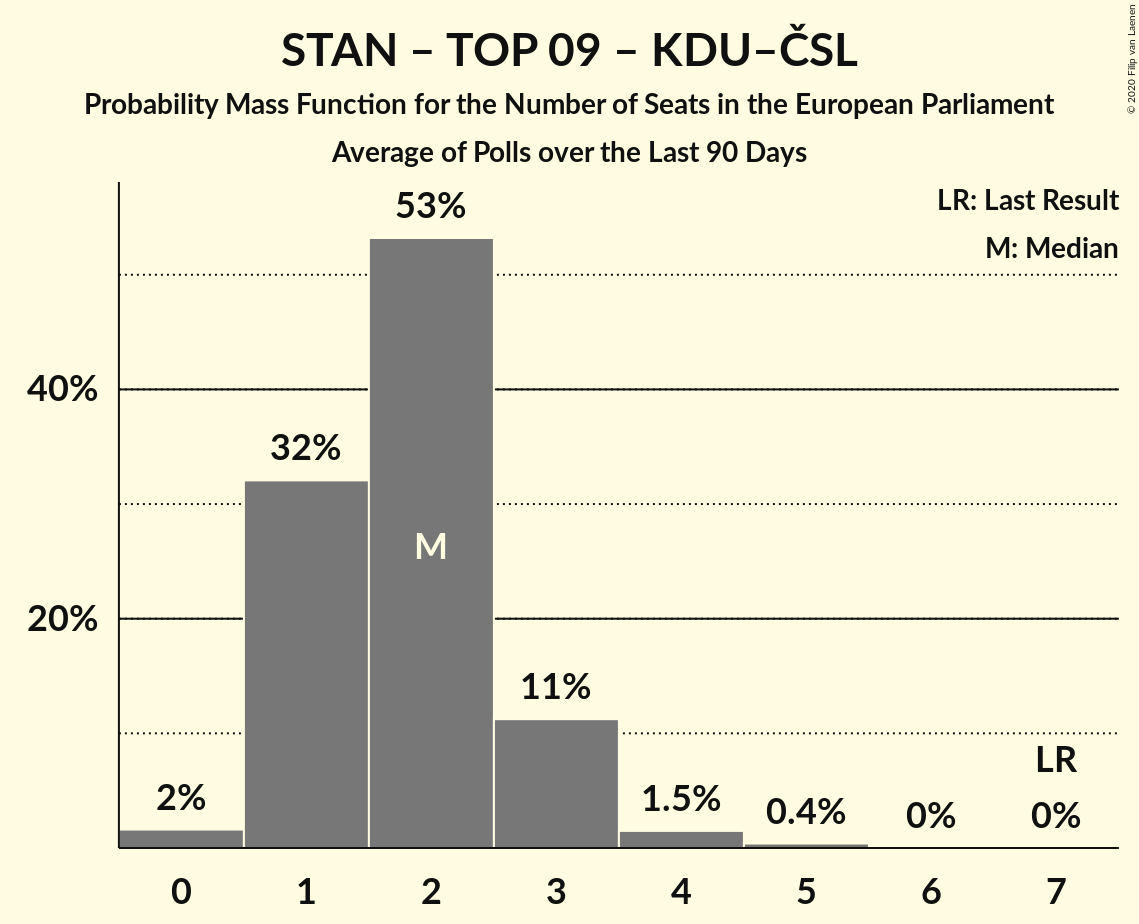 STAN – TOP 09 – KDU–ČSL
Probability Mass Function for the Number of Seats in the European Parliament
Average of Polls over the Last 90 Days
© 2020 Filip van Laenen
LR: Last Result
M: Median
53%
40%
32%
M
20%
11%
LR
2%
1.5%
0.4%
0%
0%
0 1 2 3 4 5 6 7